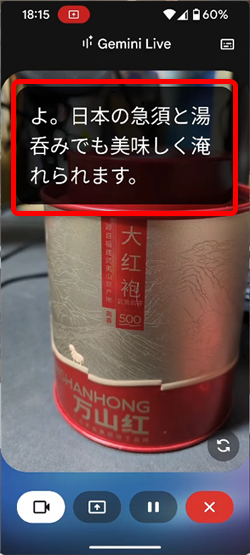 18:15
60%
Gemini Live
よ。日本の急須と湯
呑みでも美味しく淹
れられます。
大红袍
500
SHANHONG
万山红